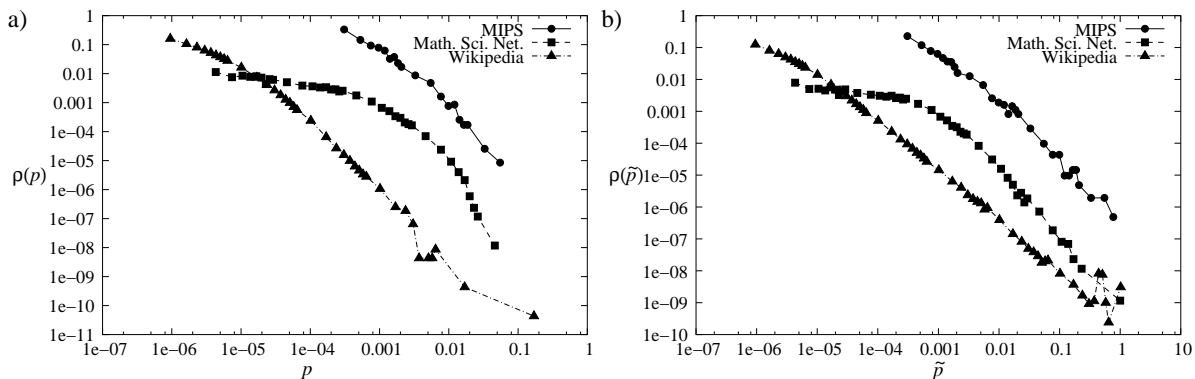 a)
MIPS
Math. Sci. Net.
Wikipedia
1
0.1
0.01
0.001
1e−04
1e−05
1e−06
1e−07
1e−08
1e−09
1e−10
1e−11
ρ(p)
1e−07 1e−06 1e−05 1e−04 0.001 0.01 0.1 1
p
b)
MIPS
Math. Sci. Net.
Wikipedia
1
0.1
0.01
0.001
1e−04
1e−05
1e−06
1e−07
1e−08
1e−09
1e−10
ρ(p̃)
1e−07 1e−06 1e−05 1e−04 0.001 0.01 0.1 1 10
p̃